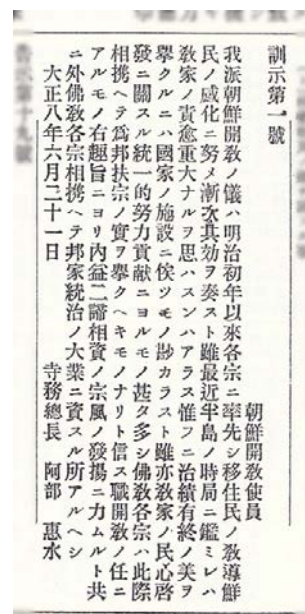 訓示第一號
朝鮮開敎使員
我派朝鮮開敎ノ儀ハ明治初年以來各宗ニ率先シ移住民ノ敎導鮮
民ノ感化ニ努メ漸次其効ヲ奏スト雖最近半島ノ時局ニ鑑ミレハ
敎家ノ責愈重大ナルヲ思ハスンハアラス惟フニ治績有終ノ美ヲ
擧クルニハ國家ノ施設ニ俟ツモノ尠カラスト雖亦敎家ノ民心啓
發ニ關スル統一的努力貢献ニヨルモノ甚タ多シ佛敎各宗ハ此際
相携ヘテ爲邦扶宗ノ實ヲ擧クヘキモノナリト信ス職開敎ノ任ニ
アルモノ右趣旨ニヨリ內益二諦相資ノ宗風ノ發揚ニ力ムルト共
ニ外佛敎各宗相携ヘテ邦家統治ノ大業ニ資スル所アルヘシ
大正八年六月二十一日
寺務總長 阿部 惠水